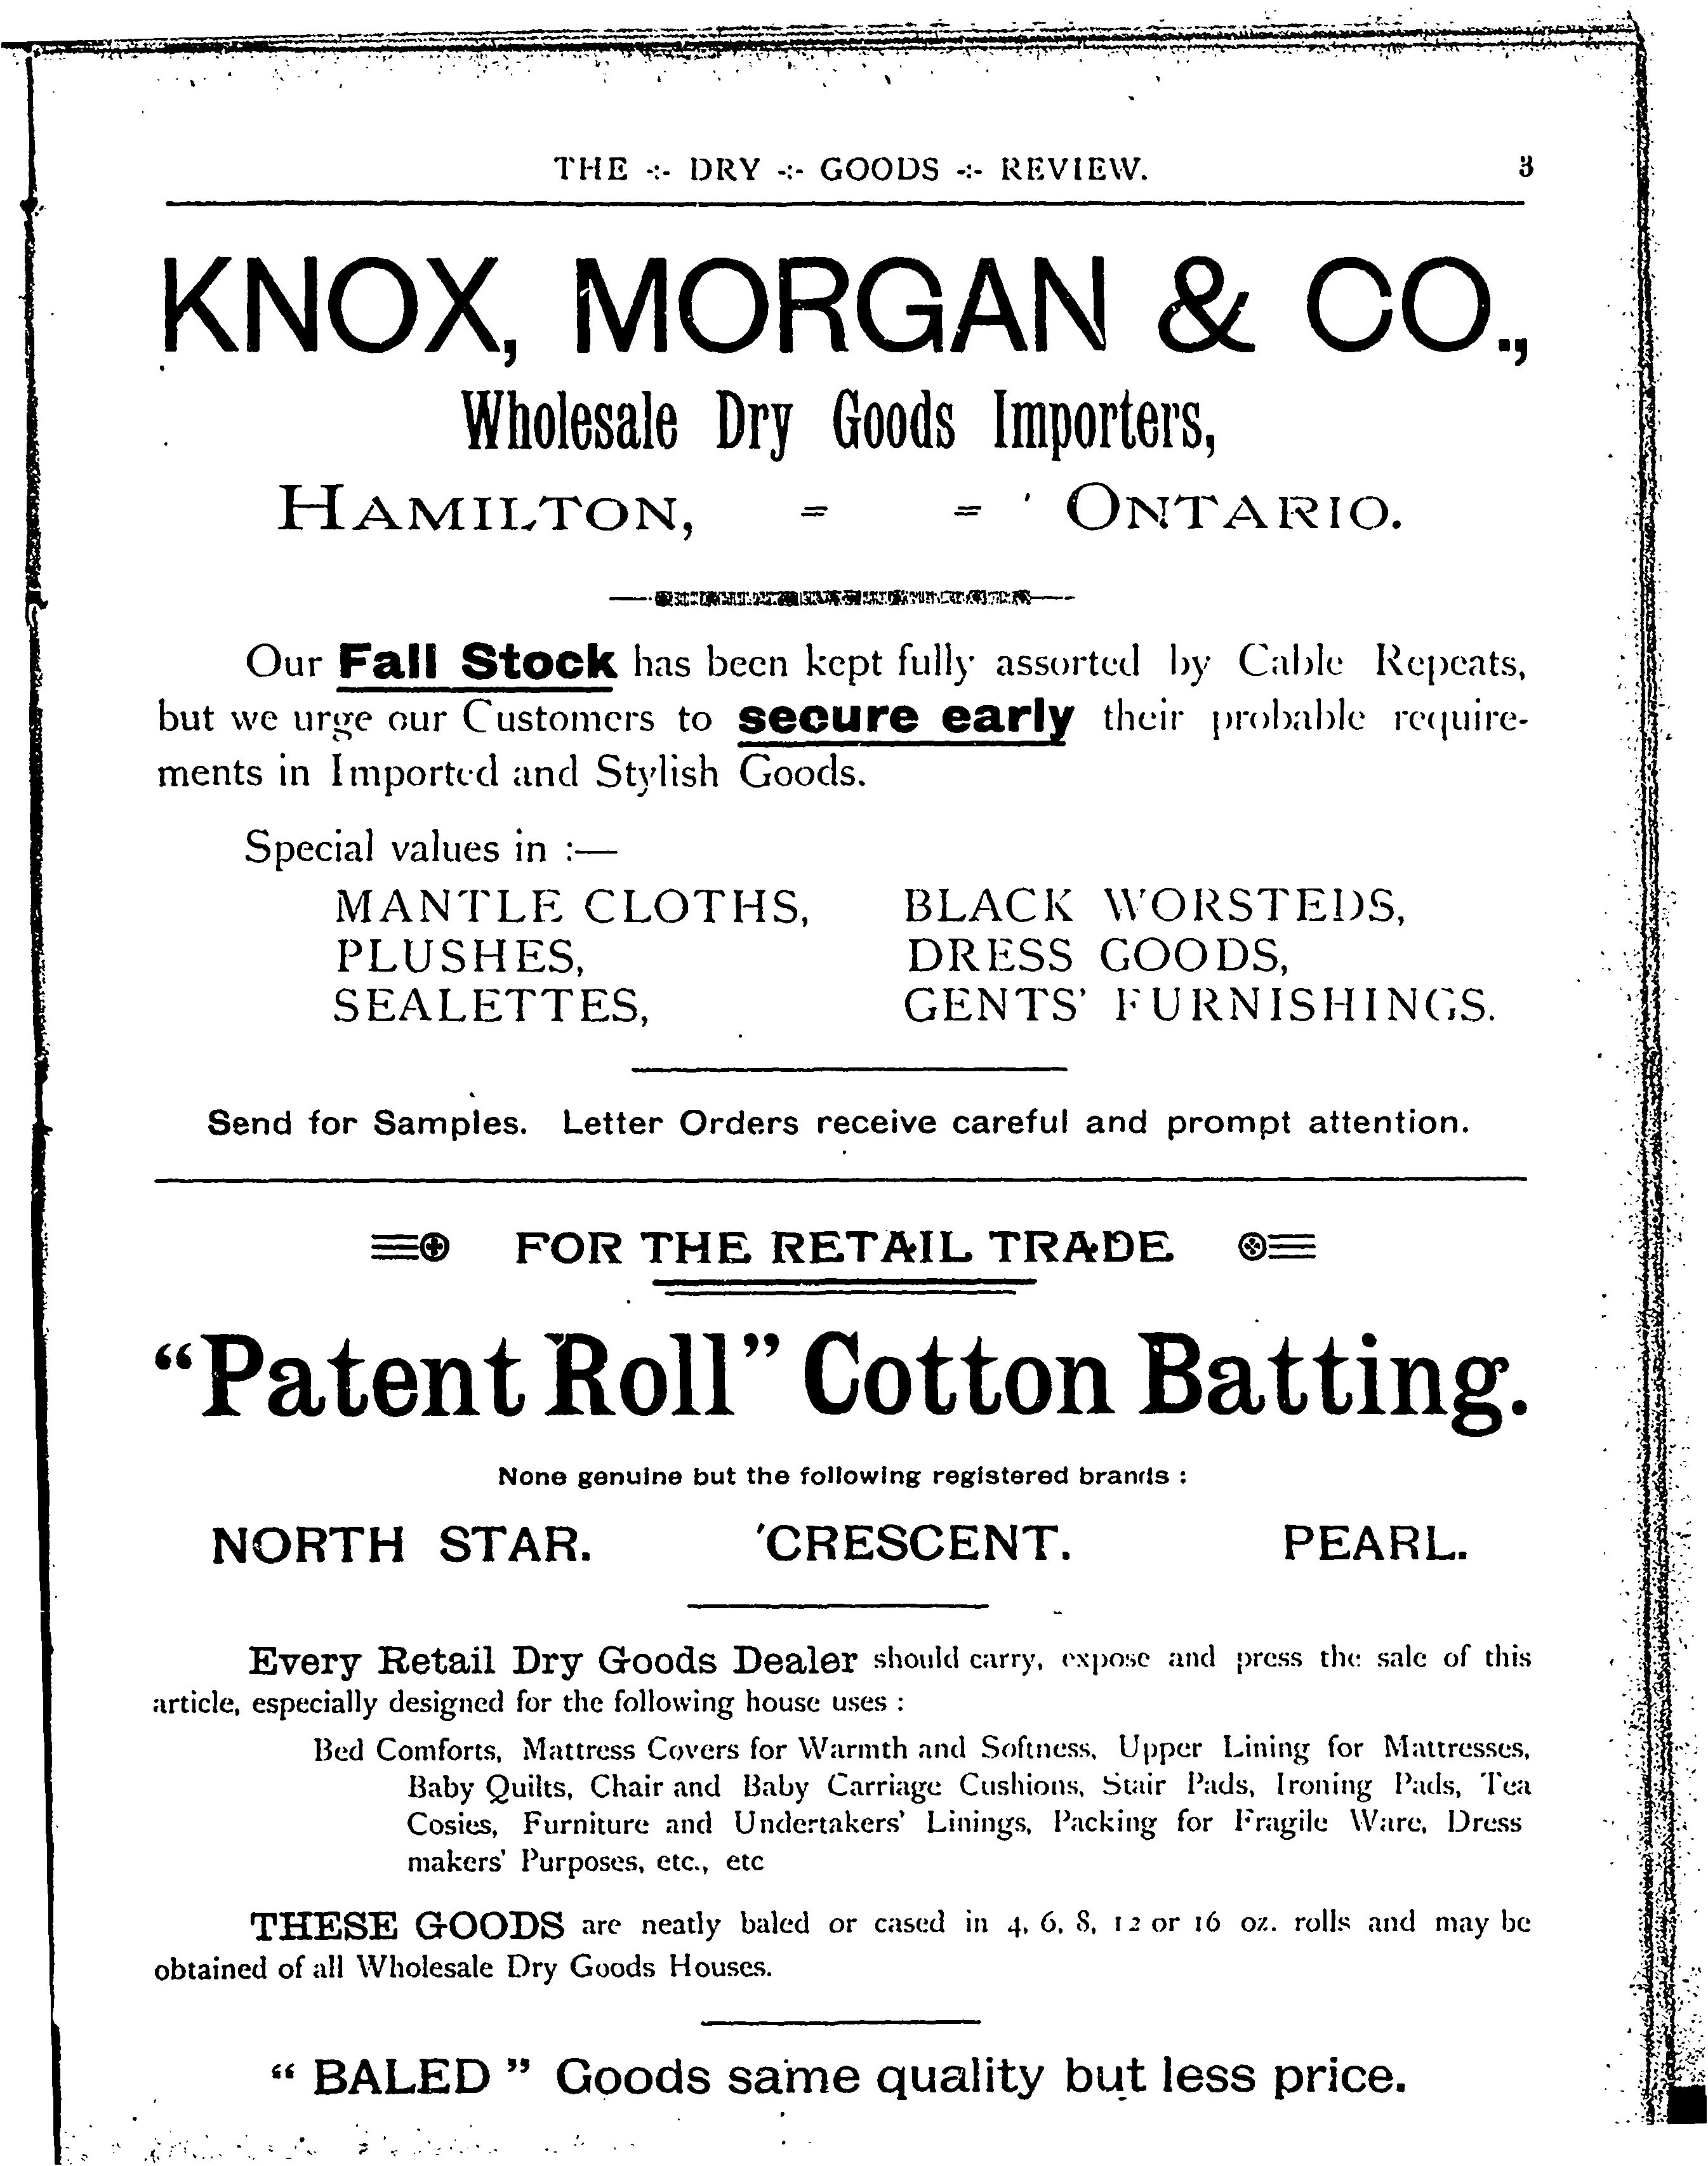 THE -:- DRY -:- GOODS -:- REVIEW. 3
KNOX, MORGAN & CO.,
Wholesale Dry Goods Importers,
HAMILTON, = = ONTARIO.
Our Fall Stock has been kept fully assorted by Cable Repeats,
but we urge our Customers to secure early their probable require-
ments in Imported and Stylish Goods.
Special values in :—
MANTLE CLOTHS, BLACK WORSTEDS,
PLUSHES, DRESS GOODS,
SEALETTES, GENTS' FURNISHINGS.
Send for Samples. Letter Orders receive careful and prompt attention.
FOR THE RETAIL TRADE
“Patent Roll” Cotton Batting.
None genuine but the following registered brands :
NORTH STAR. CRESCENT. PEARL.
Every Retail Dry Goods Dealer should carry, expose and press the sale of this
article, especially designed for the following house uses :
Bed Comforts, Mattress Covers for Warmth and Softness, Upper Lining for Mattresses,
Baby Quilts, Chair and Baby Carriage Cushions, Stair Pads, Ironing Pads, Tea
Cosies, Furniture and Undertakers' Linings, Packing for Fragile Ware, Dress
makers' Purposes, etc., etc
THESE GOODS are neatly baled or cased in 4, 6, 8, 12 or 16 oz. rolls and may be
obtained of all Wholesale Dry Goods Houses.
“ BALED ” Goods same quality but less price.